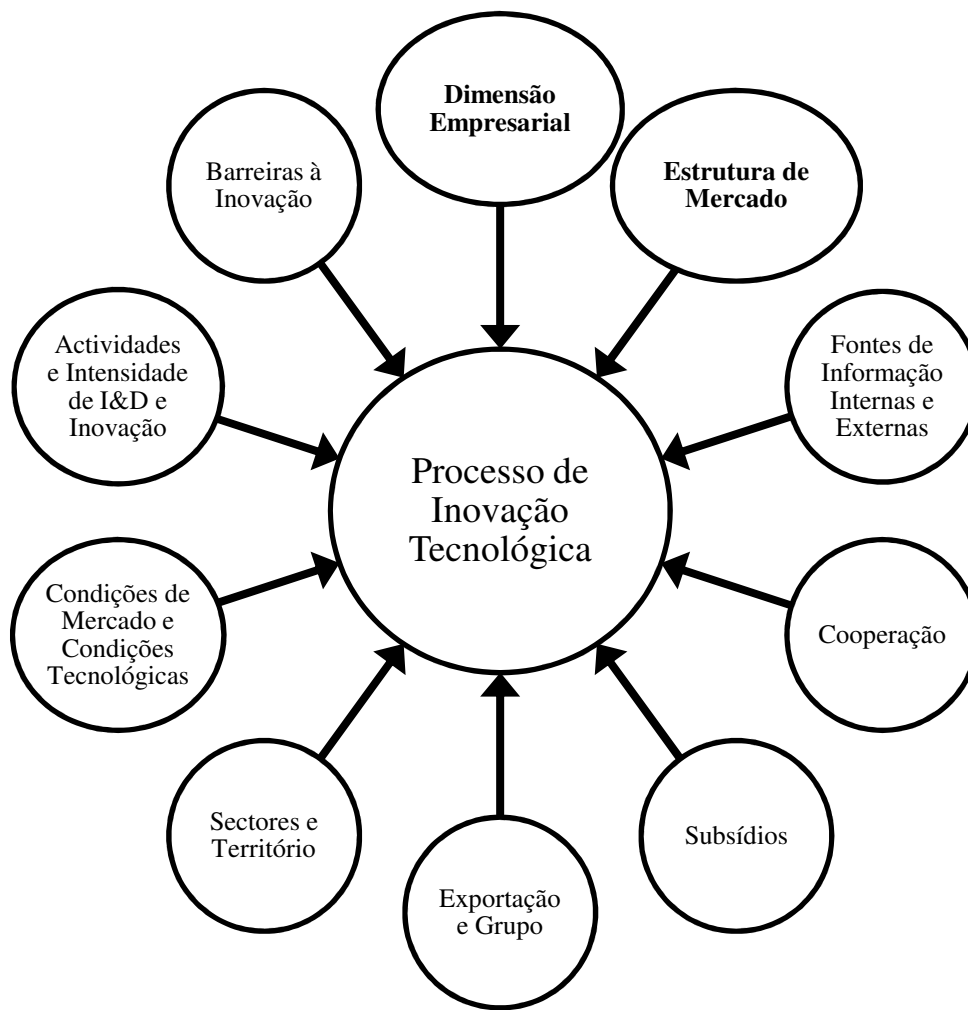 Dimensão
Empresarial
Estrutura de
Mercado
Fontes de
Informação
Internas e
Externas
Cooperação
Subsídios
Exportação
e Grupo
Sectores e
Território
Condições de
Mercado e
Condições
Tecnológicas
Actividades
e Intensidade
de I&D e
Inovação
Barreiras à
Inovação
Processo de
Inovação
Tecnológica